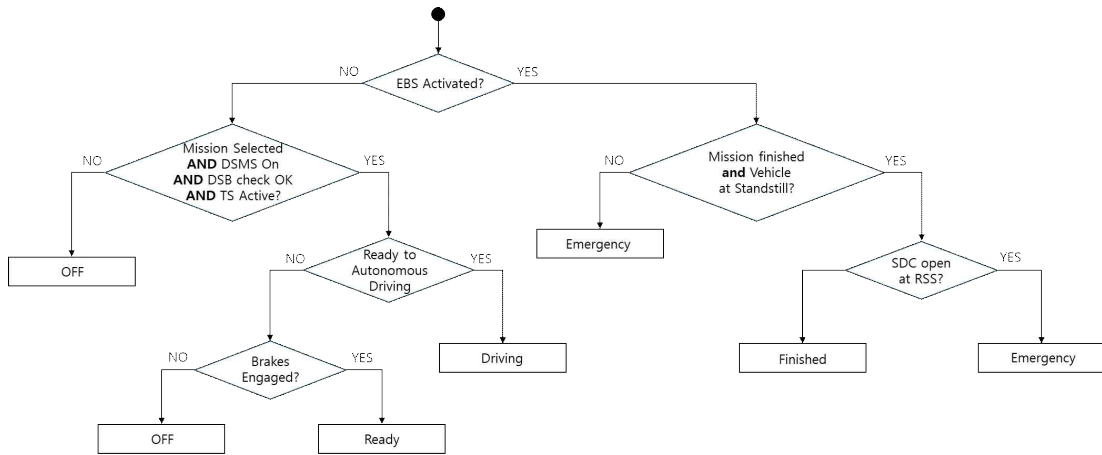 EBS Activated?
NO
YES
Mission Selected
AND DSMS On
AND DSB check OK
AND TS Active?
NO
YES
Mission finished
and Vehicle
at Standstill?
NO
YES
OFF
Ready to
Autonomous
Driving
NO
YES
Emergency
SDC open
at RSS?
YES
Brakes
Engaged?
NO
YES
Driving
Finished
Emergency
OFF
Ready